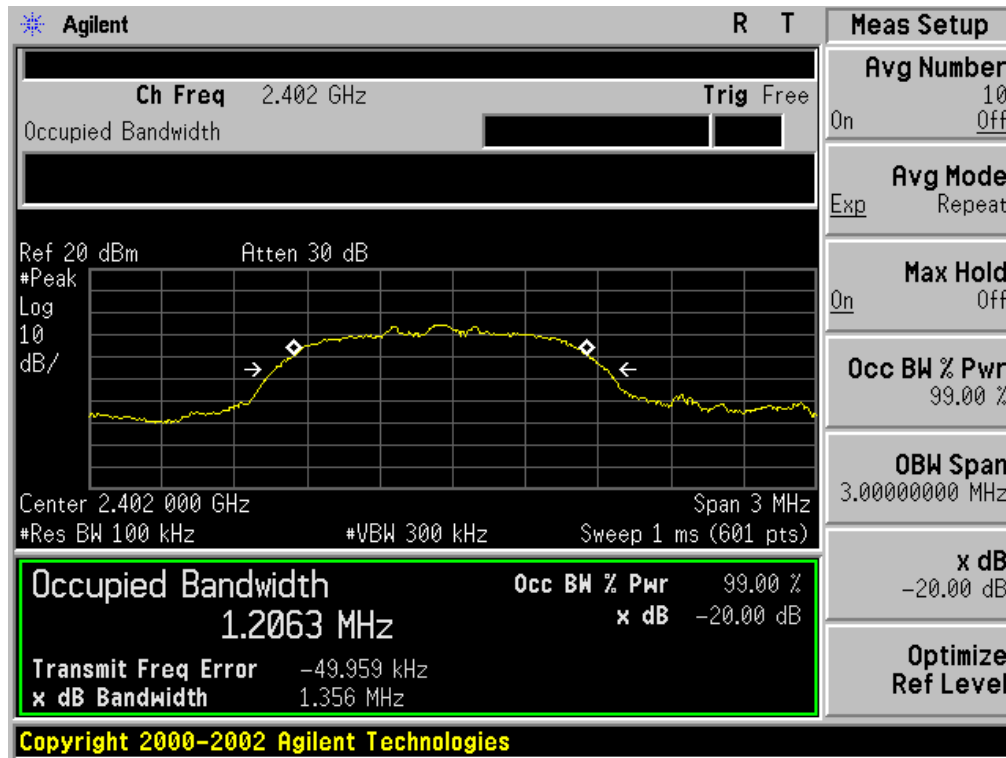 Agilent R T
Ch Freq 2.402 GHz Trig Free
Occupied Bandwidth
Ref 20 dBm Atten 30 dB
#Peak
Log
10
dB/
Center 2.402 000 GHz Span 3 MHz
#Res BW 100 kHz #VBW 300 kHz Sweep 1 ms (601 pts)
Occupied Bandwidth Occ BW % Pwr 99.00 %
1.2063 MHz x dB -20.00 dB
Transmit Freq Error -49.959 kHz
x dB Bandwidth 1.356 MHz
Copyright 2000-2002 Agilent Technologies
Meas Setup
Avg Number
10
On Off
Avg Mode
Exp Repeat
Max Hold
On Off
Occ BW % Pwr
99.00 %
OBW Span
3.00000000 MHz
x dB
-20.00 dB
Optimize
Ref Level